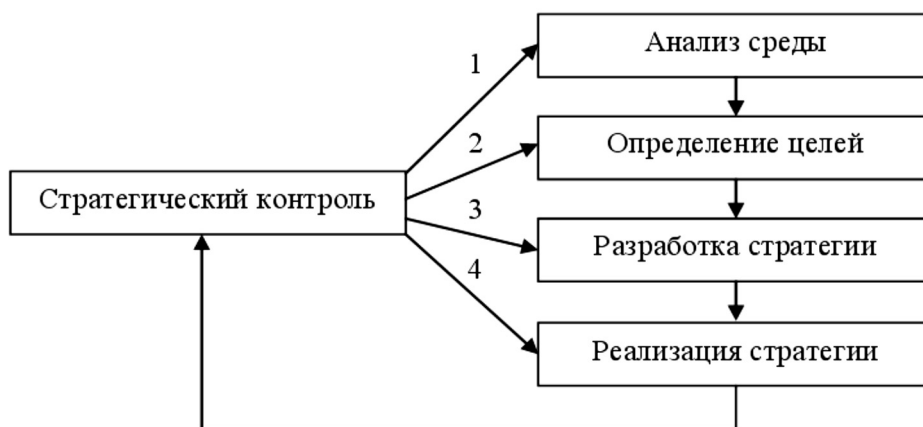 Анализ среды
1
2
Определение целей
Стратегический контроль
3
Разработка стратегии
4
Реализация стратегии